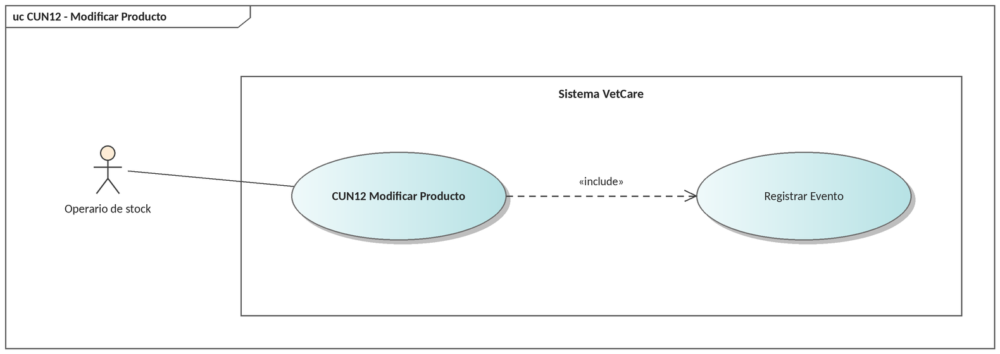 uc CUN12 - Modificar Producto
Sistema VetCare
Operario de stock
CUN12 Modificar Producto
«include»
Registrar Evento